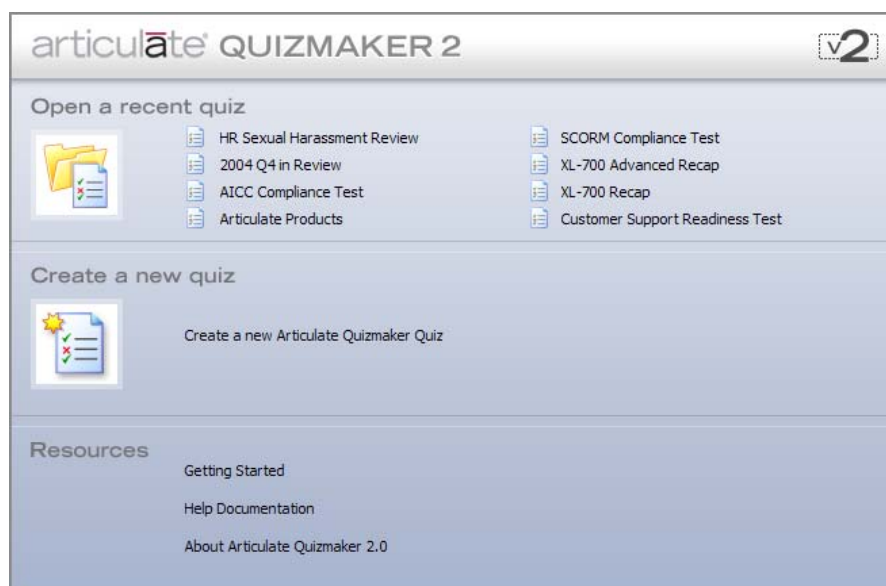 articulate® QUIZMAKER 2
v2
Open a recent quiz
HR Sexual Harassment Review
2004 Q4 in Review
AICC Compliance Test
Articulate Products
SCORM Compliance Test
XL-700 Advanced Recap
XL-700 Recap
Customer Support Readiness Test
Create a new quiz
Create a new Articulate Quizmaker Quiz
Resources
Getting Started
Help Documentation
About Articulate Quizmaker 2.0